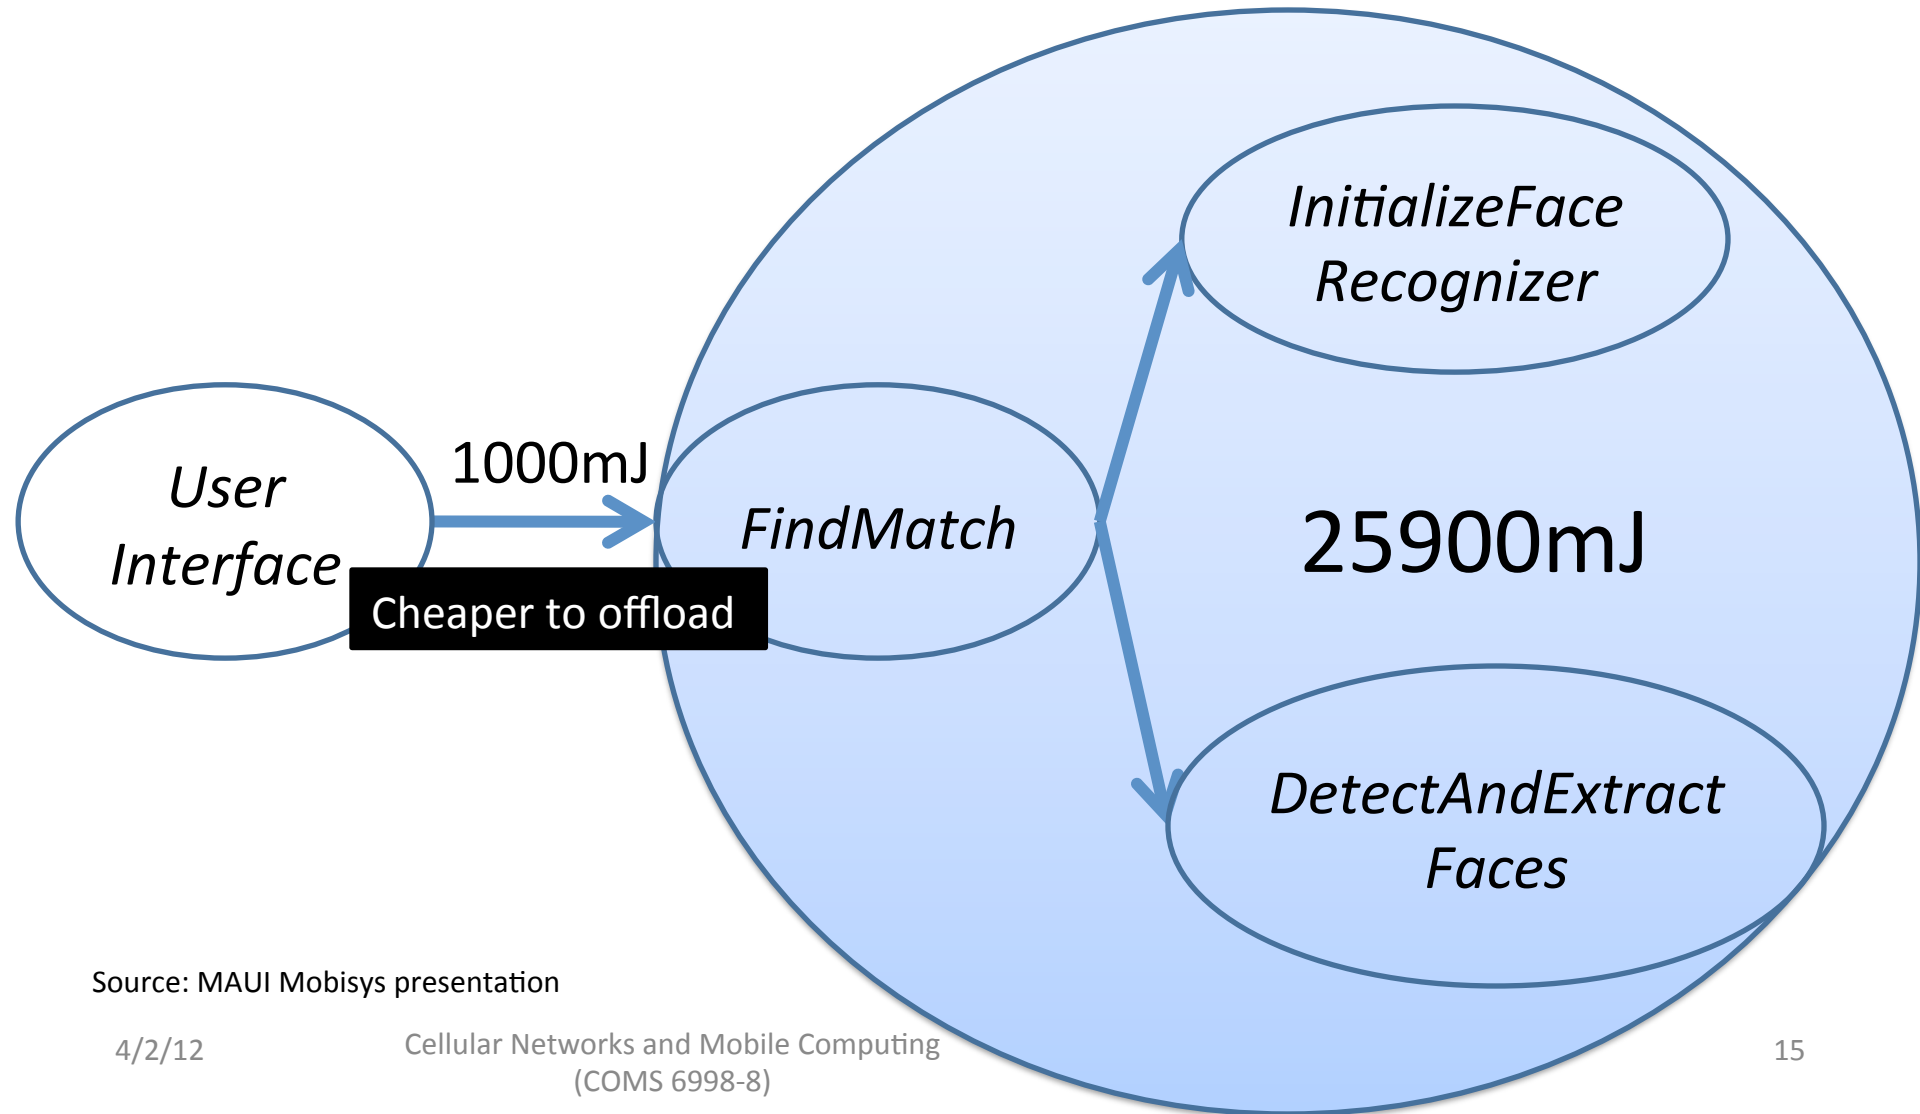 InitializeFace
Recognizer
1000mJ
User
Interface
FindMatch
25900mJ
Cheaper to offload
DetectAndExtract
Faces
Source: MAUI Mobisys presentation
4/2/12
Cellular Networks and Mobile Computing
(COMS 6998-8)
15